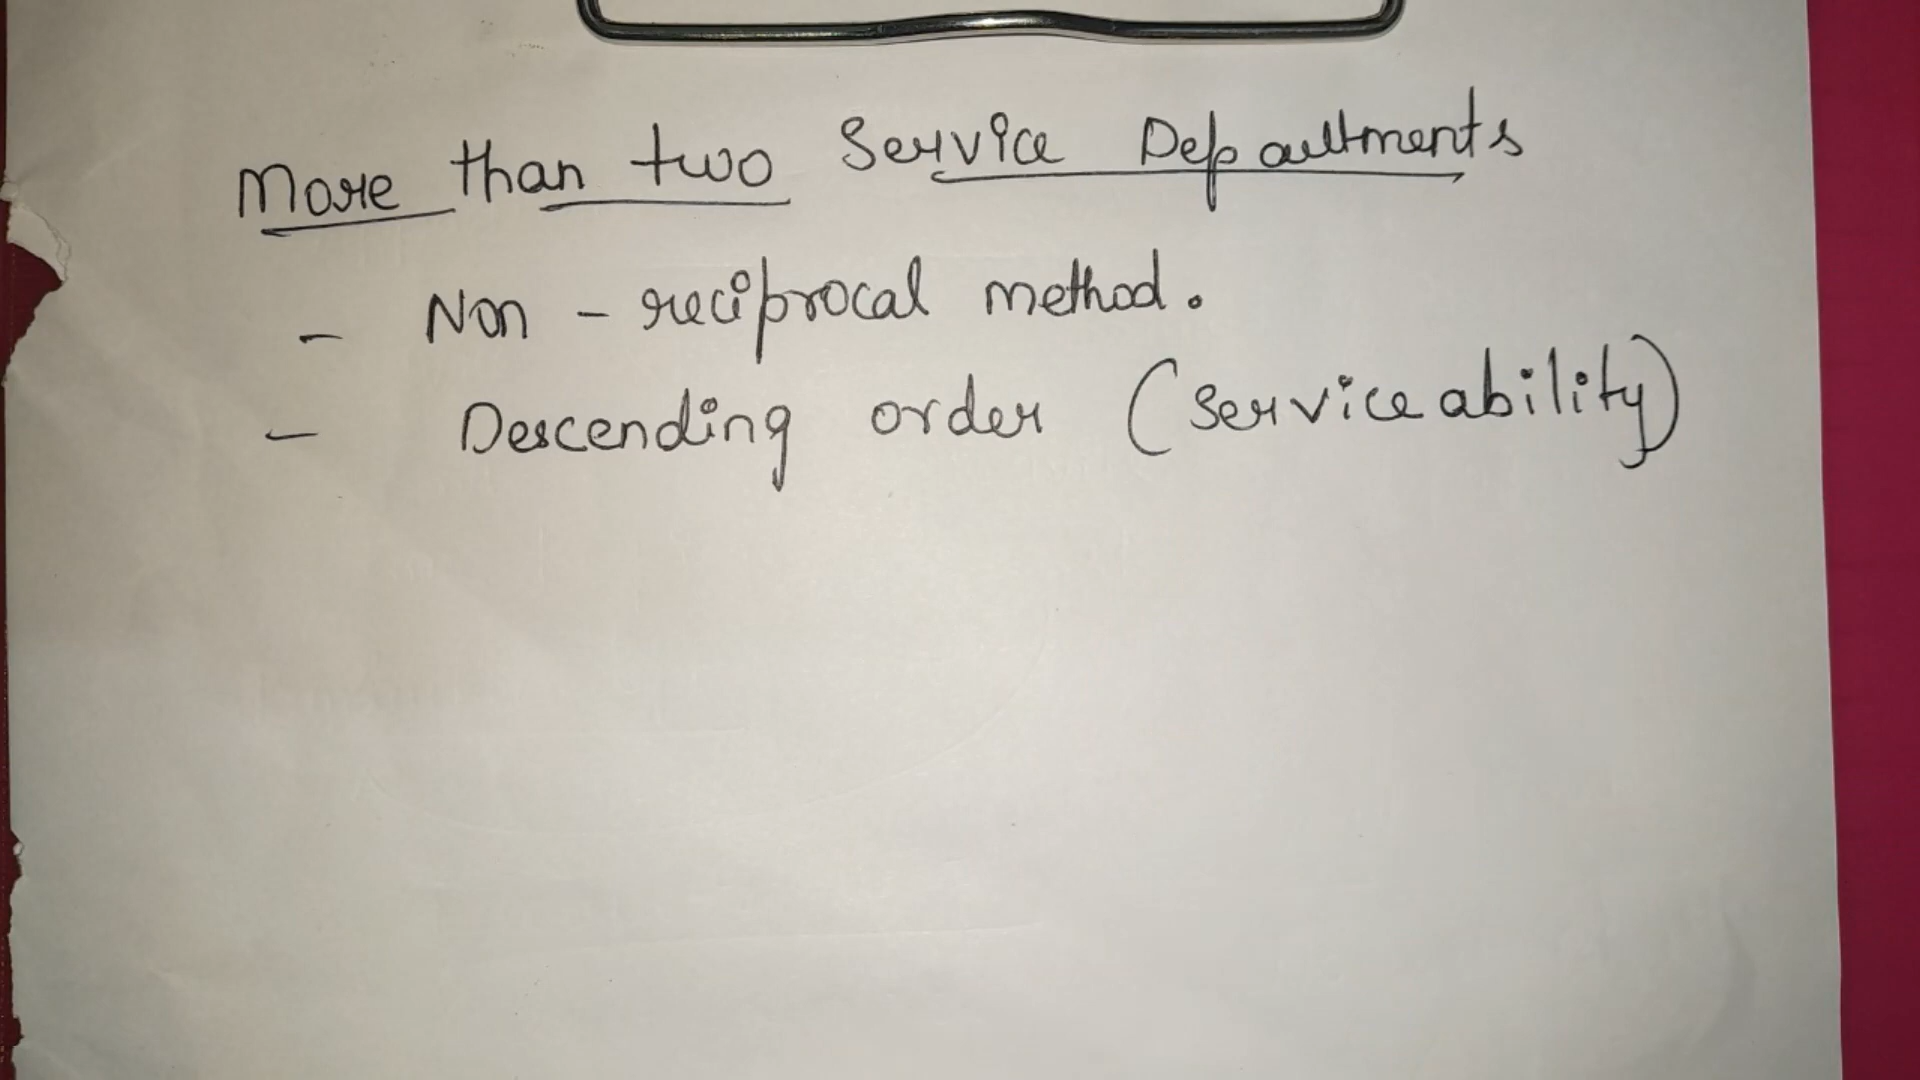 More than two Service Departments
- Non - reciprocal method.
- Descending order (serviceability)